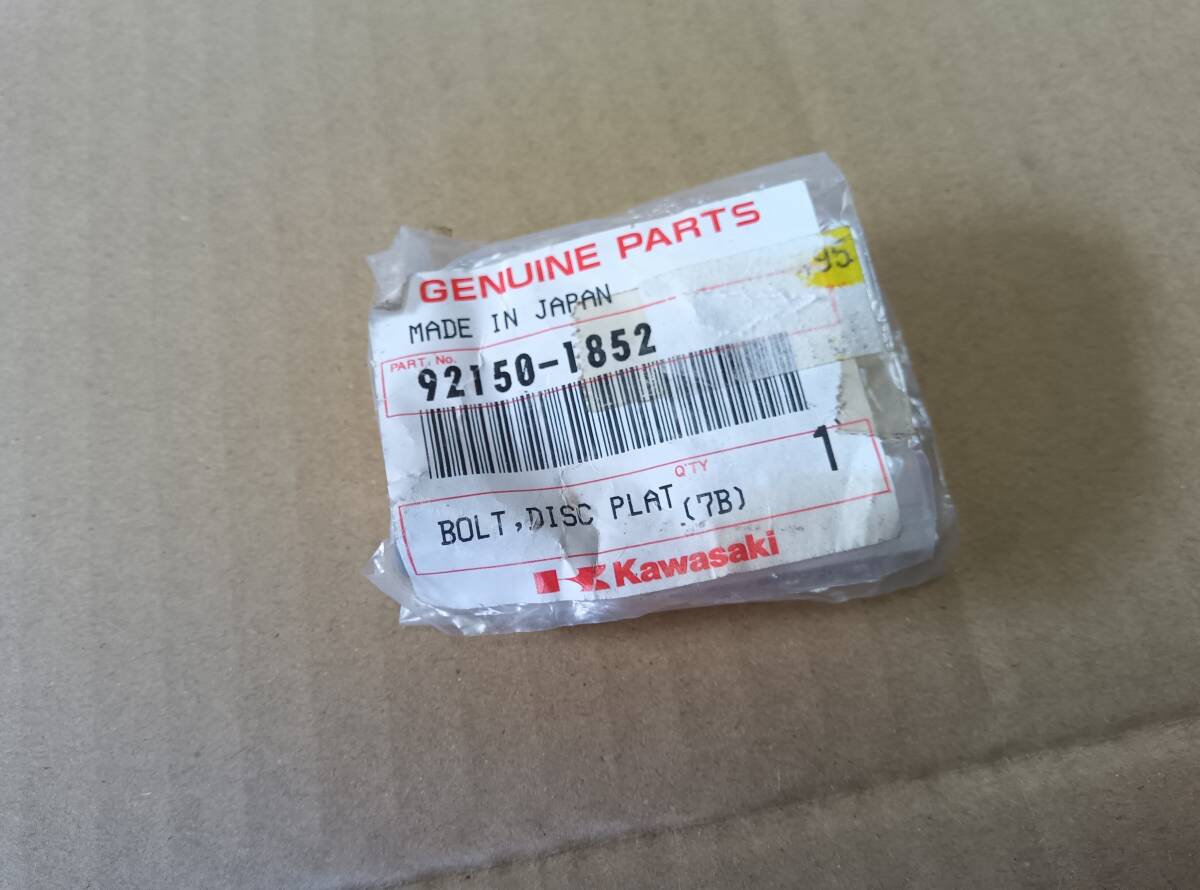 GENUINE PARTS
MADE IN JAPAN
PART. No.
92150-1852
Q'TY 1
BOLT,DISC PLAT(7B)
Kawasaki